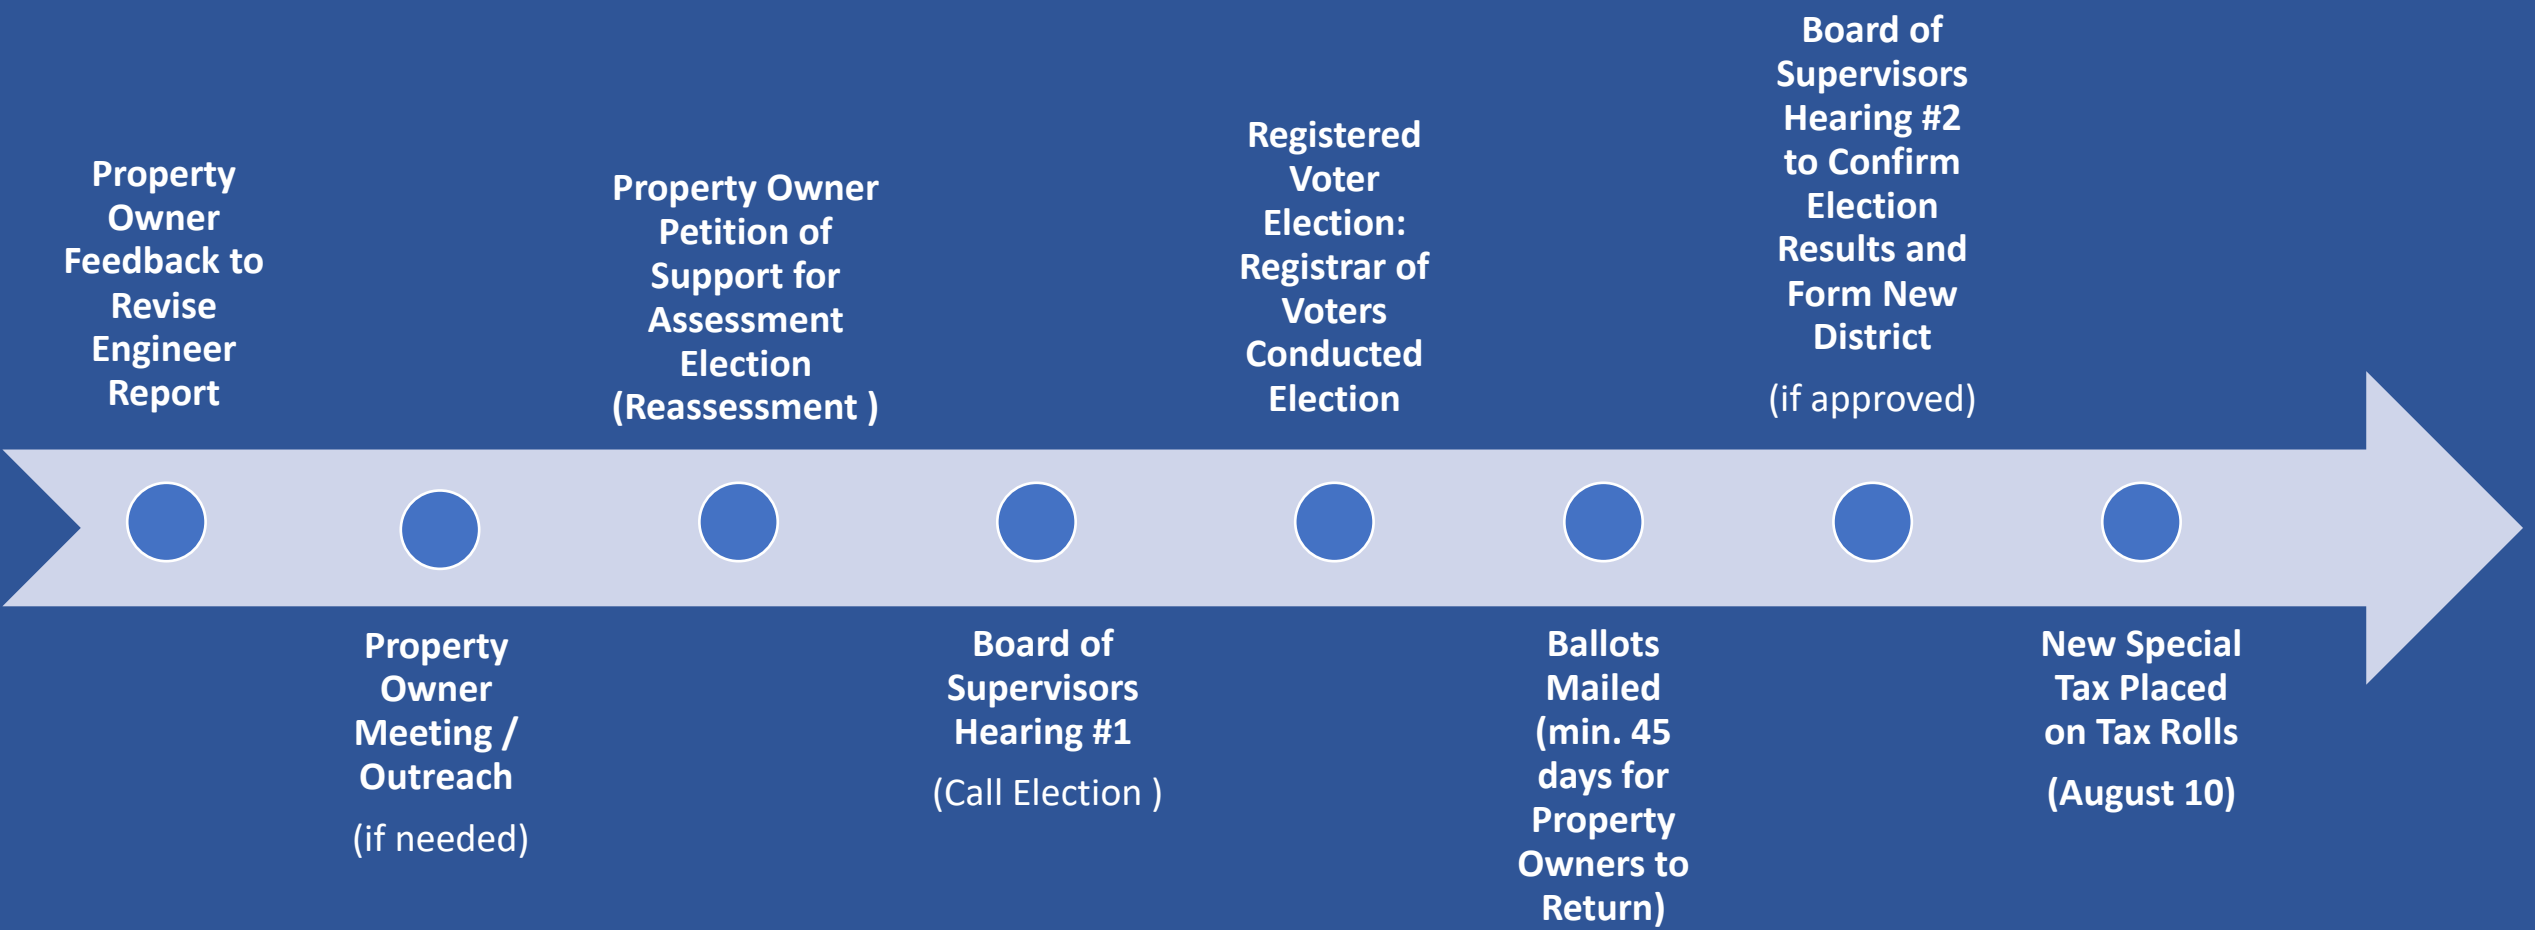 Property
Owner
Feedback to
Revise
Engineer
Report
Property
Owner
Meeting /
Outreach
(if needed)
Property Owner
Petition of
Support for
Assessment
Election
(Reassessment )
Board of
Supervisors
Hearing #1
(Call Election )
Registered
Voter
Election:
Registrar of
Voters
Conducted
Election
Ballots
Mailed
(min. 45
days for
Property
Owners to
Return)
Board of
Supervisors
Hearing #2
to Confirm
Election
Results and
Form New
District
(if approved)
New Special
Tax Placed
on Tax Rolls
(August 10)